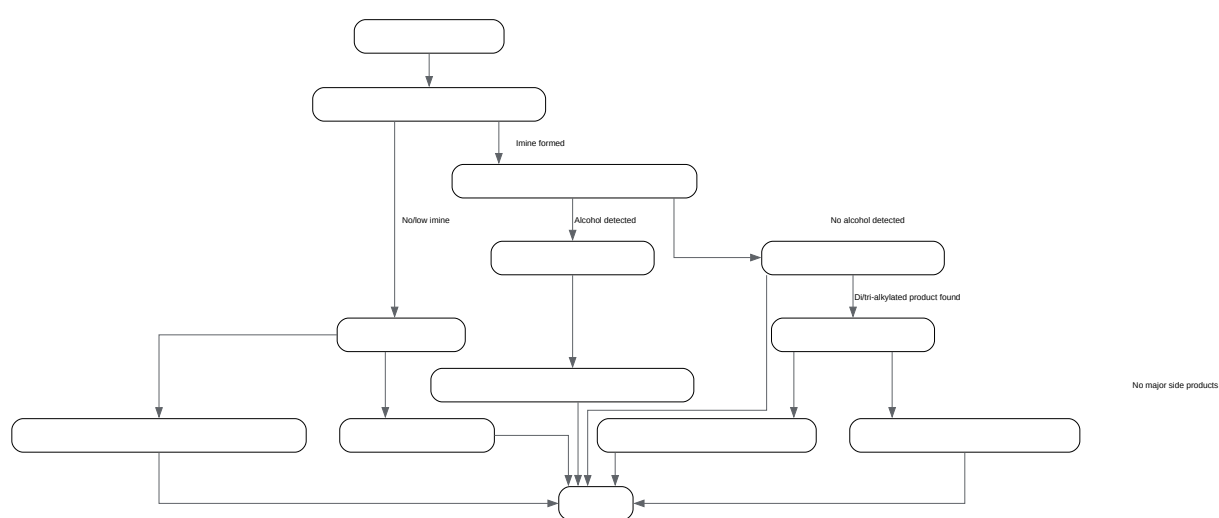 Imine formed
No/low imine
Alcohol detected
No alcohol detected
Di/tri-alkylated product found
No major side products